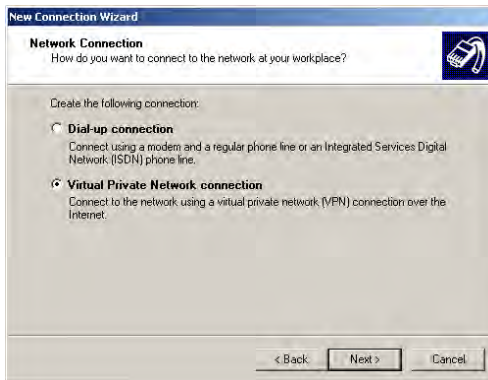 New Connection Wizard
Network Connection
How do you want to connect to the network at your workplace?
Create the following connection:
Dial-up connection
Connect using a modem and a regular phone line or an Integrated Services Digital
Network (ISDN) phone line.
Virtual Private Network connection
Connect to the network using a virtual private network (VPN) connection over the
Internet.
< Back Next > Cancel